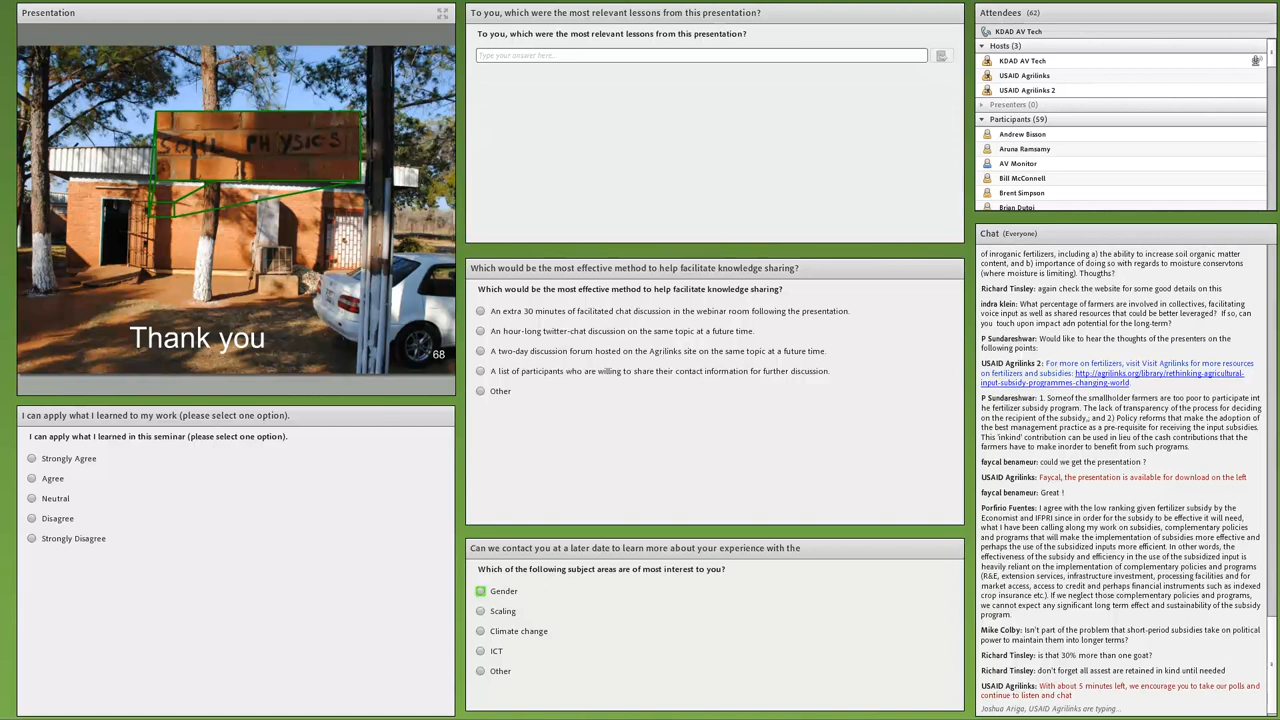 Presentation
SOIL PHYSICS
Thank you
68
I can apply what I learned to my work (please select one option).
I can apply what I learned in this seminar (please select one option).
Strongly Agree
Agree
Neutral
Disagree
Strongly Disagree
To you, which were the most relevant lessons from this presentation?
To you, which were the most relevant lessons from this presentation?
Type your answer here...
Which would be the most effective method to help facilitate knowledge sharing?
Which would be the most effective method to help facilitate knowledge sharing?
An extra 30 minutes of facilitated chat discussion in the webinar room following the presentation.
An hour-long twitter-chat discussion on the same topic at a future time.
A two-day discussion forum hosted on the Agrilinks site on the same topic at a future time.
A list of participants who are willing to share their contact information for further discussion.
Other
Can we contact you at a later date to learn more about your experience with the
Which of the following subject areas are of most interest to you?
Gender
Scaling
Climate change
ICT
Other
Attendees (62)
KDAD AV Tech
Hosts (3)
KDAD AV Tech
USAID Agrilinks
USAID Agrilinks 2
Presenters (0)
Participants (59)
Andrew Bisson
Aruna Ramsamy
AV Monitor
Bill McConnell
Brent Simpson
Brian Dutoi
Chat (Everyone)
of inroganic fertilizers, including a) the ability to increase soil organic matter
content, and b) importance of doing so with regards to moisture conservtons
(where moisture is limiting). Thougths?
Richard Tinsley: again check the website for some good details on this
indra klein: What percentage of farmers are involved in collectives, facilitating
voice input as well as shared resources that could be better leveraged? If so, can
you touch upon impact adn potential for the long-term?
P Sundareshwar: Would like to hear the thoughts of the presenters on the
following points:
USAID Agrilinks 2: For more on fertilizers, visit Visit Agrilinks for more resources
on fertilizers and subsidies: http://agrilinks.org/library/rethinking-agricultural-
input-subsidy-programmes-changing-world.
P Sundareshwar: 1. Someof the smallholder farmers are too poor to participate int
he fertilizer subsidy program. The lack of transparency of the process for deciding
on the recipient of the subsidy,; and 2) Policy reforms that make the adoption of
the best management practice as a pre-requisite for receiving the input subsidies.
This 'inkind' contribution can be used in lieu of the cash contributions that the
farmers have to make inorder to benefit from such programs.
faycal benameur: could we get the presentation ?
USAID Agrilinks: Faycal, the presentation is available for download on the left
faycal benameur: Great !
Porfirio Fuentes: I agree with the low ranking given fertilizer subsidy by the
Economist and IFPRI since in order for the subsidy to be effective it will need,
what I have been calling along my work on subsidies, complementary policies
and programs that will make the implementation of subsidies more effective and
perhaps the use of the subsidized inputs more efficient. In other words, the
effectiveness of the subsidy and efficiency in the use of the subsidized input is
heavily reliant on the implementation of complementary policies and programs
(R&E, extension services, infrastructure investment, processing facilities and for
market access, access to credit and perhaps financial instruments such as indexed
crop insurance etc.). If we neglect those complementary policies and programs,
we cannot expect any significant long term effect and sustainability of the subsidy
program.
Mike Colby: Isn't part of the problem that short-period subsidies take on political
power to maintain them into longer terms?
Richard Tinsley: is that 30% more than one goat?
Richard Tinsley: don't forget all assest are retained in kind until needed
USAID Agrilinks: With about 5 minutes left, we encourage you to take our polls and
continue to listen and chat
Joshua Ariga, USAID Agrilinks are typing...